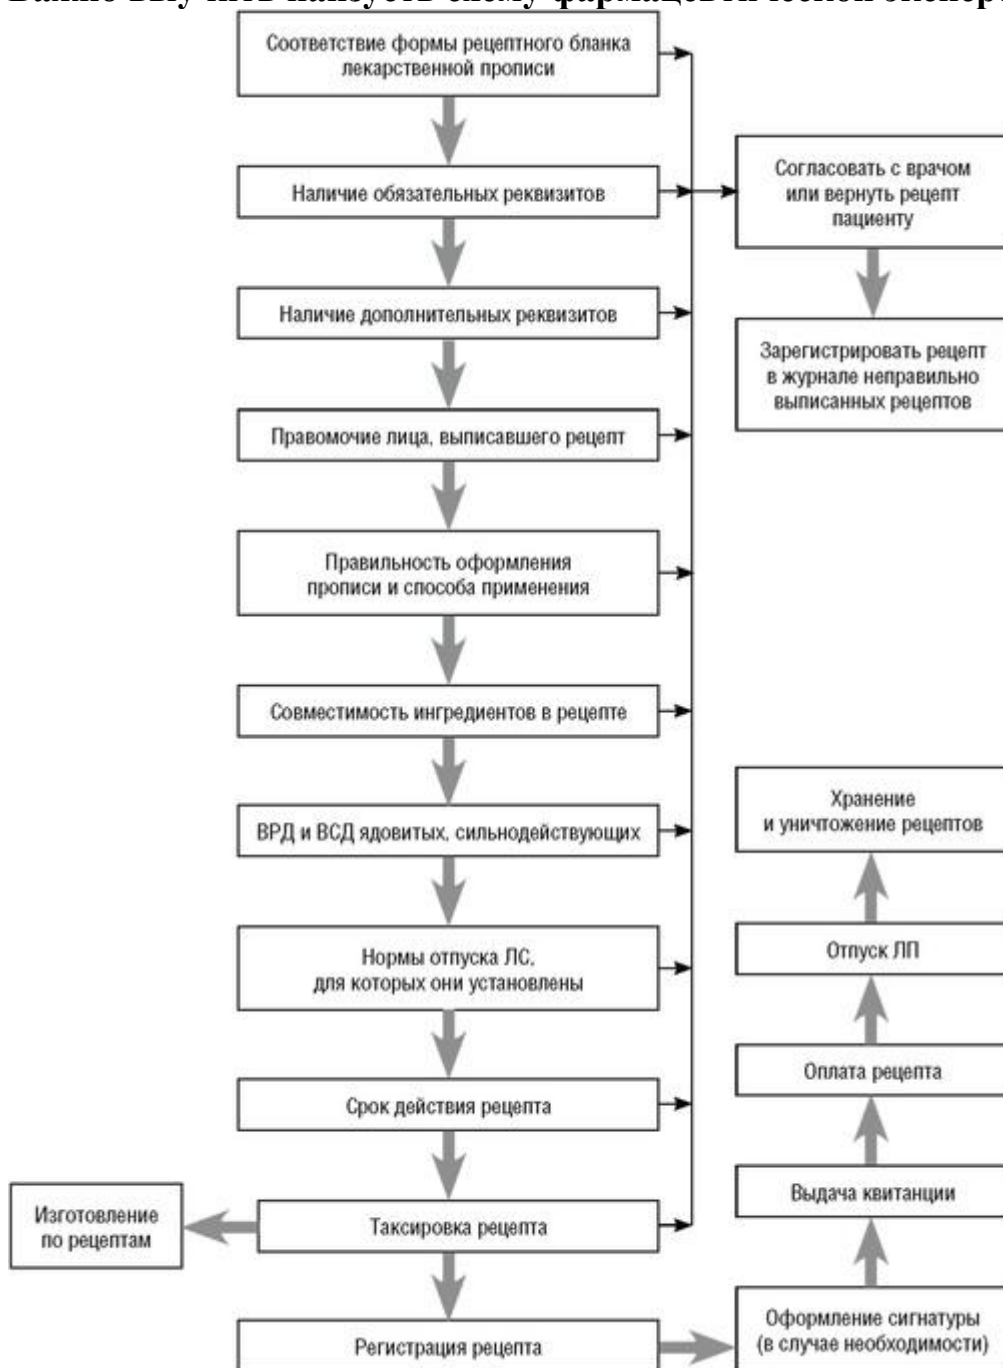 Соответствие формы рецептного бланка
лекарственной прописи
Наличие обязательных реквизитов
Наличие дополнительных реквизитов
Правомочие лица, выписавшего рецепт
Правильность оформления
прописи и способа применения
Совместимость ингредиентов в рецепте
ВРД и ВСД ядовитых, сильнодействующих
Нормы отпуска ЛС,
для которых они установлены
Срок действия рецепта
Таксировка рецепта
Изготовление
по рецептам
Регистрация рецепта
Согласовать с врачом
или вернуть рецепт
пациенту
Зарегистрировать рецепт
в журнале неправильно
выписанных рецептов
Хранение
и уничтожение рецептов
Отпуск ЛП
Оплата рецепта
Выдача квитанции
Оформление сигнатуры
(в случае необходимости)